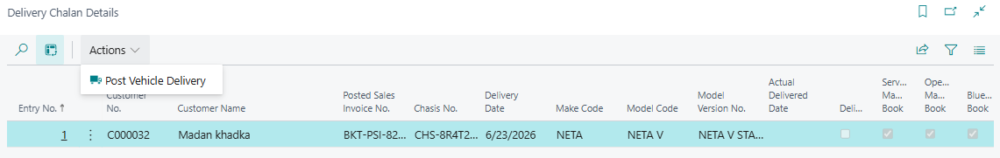 Delivery Chalan Details
Actions
Post Vehicle Delivery
Entry No. ↑
Customer No.
Customer Name
Posted Sales Invoice No.
Chasis No.
Delivery Date
Make Code
Model Code
Model Version No.
Actual Delivered Date
Deli...
Serv... Ma... Book
Ope... Ma... Book
Blue... Book
1
C000032
Madan khadka
BKT-PSI-82...
CHS-8R4T2...
6/23/2026
NETA
NETA V
NETA V STA...